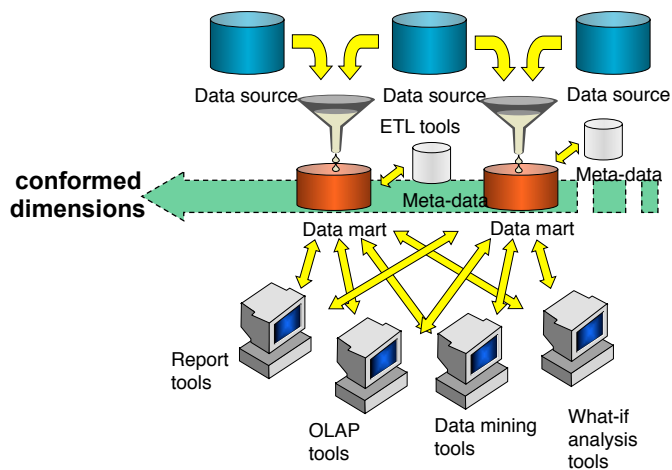 Data source
Data source
Data source
ETL tools
Meta-data
conformed
dimensions
Meta-data
Data mart
Data mart
Report
tools
OLAP
tools
Data mining
tools
What-if
analysis
tools